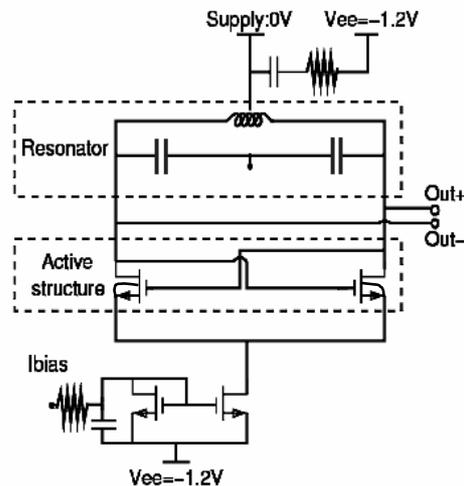 Supply:0V
Vee=-1.2V
Resonator
Out+
Out-
Active
structure
Ibias
Vee=-1.2V